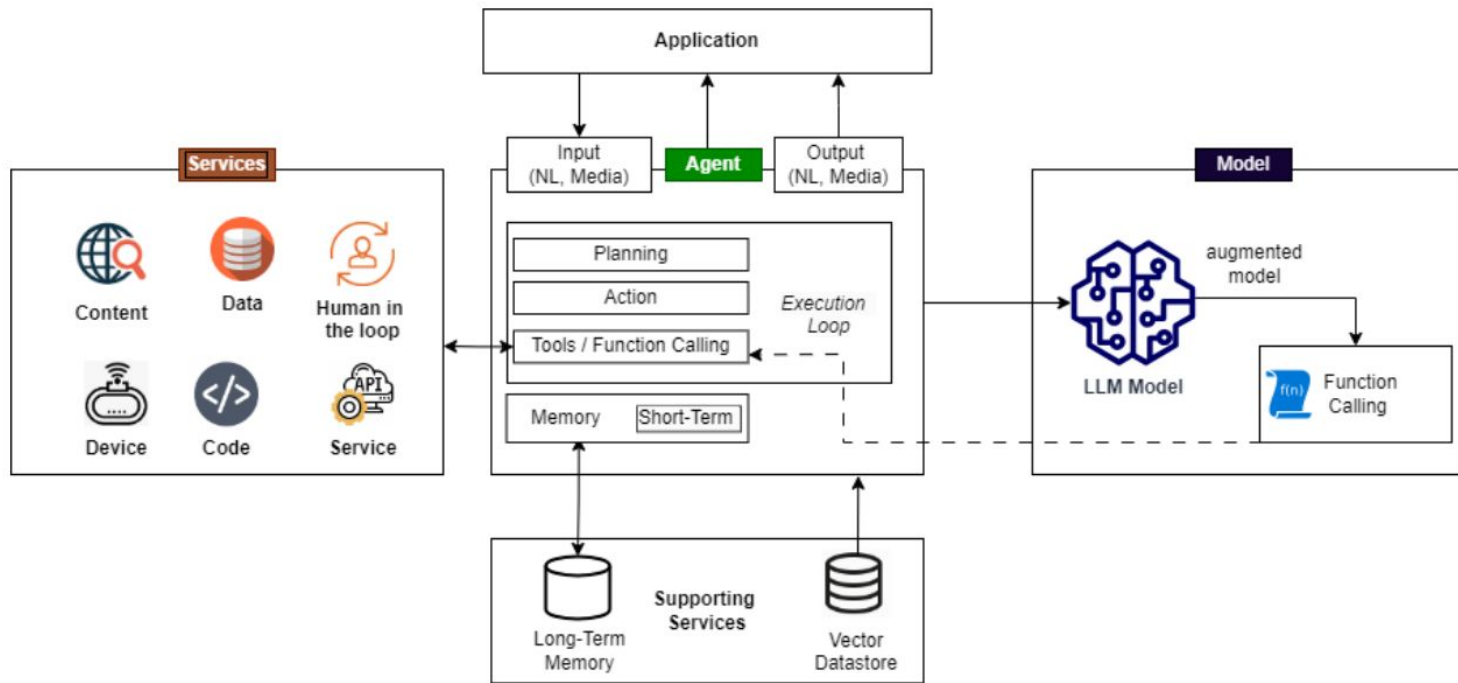 Application
Services
Input
(NL, Media)
Agent
Output
(NL, Media)
Model
Content
Data
Human in
the loop
Device
Code
API
Service
Planning
Action
Tools / Function Calling
Execution
Loop
Memory
Short-Term
augmented
model
LLM Model
f(n)
Function
Calling
Long-Term
Memory
Supporting
Services
Vector
Datastore